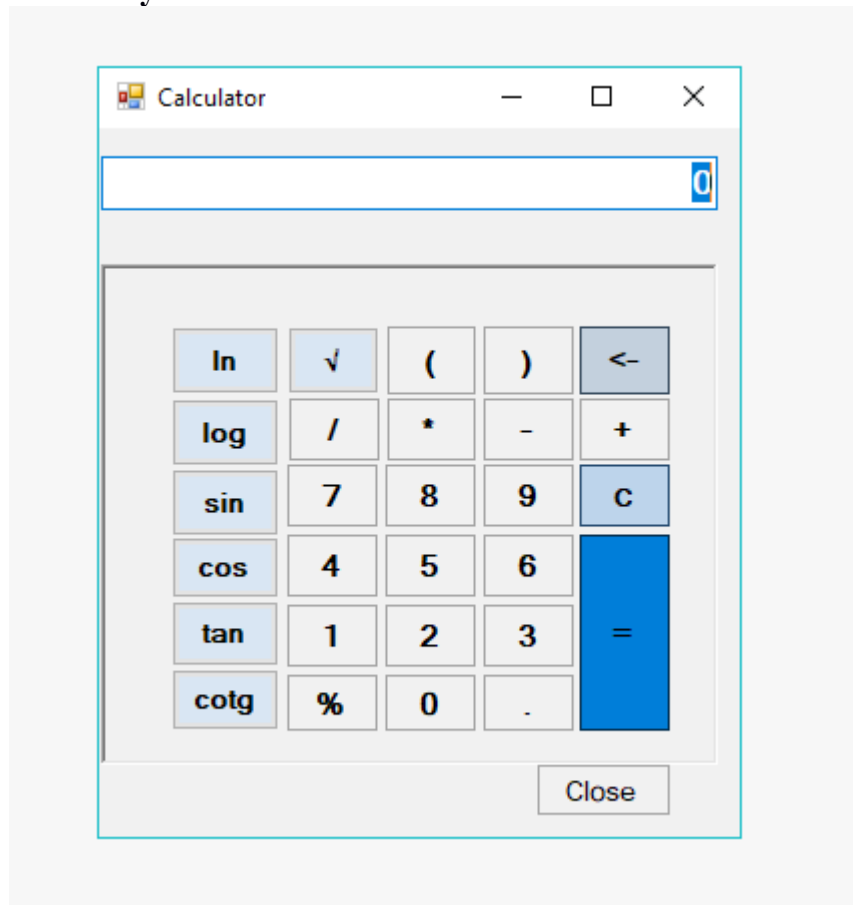 Calculator
0
ln √ ( ) <-
log / * - +
sin 7 8 9 C
cos 4 5 6
tan 1 2 3 =
cotg % 0 .
Close